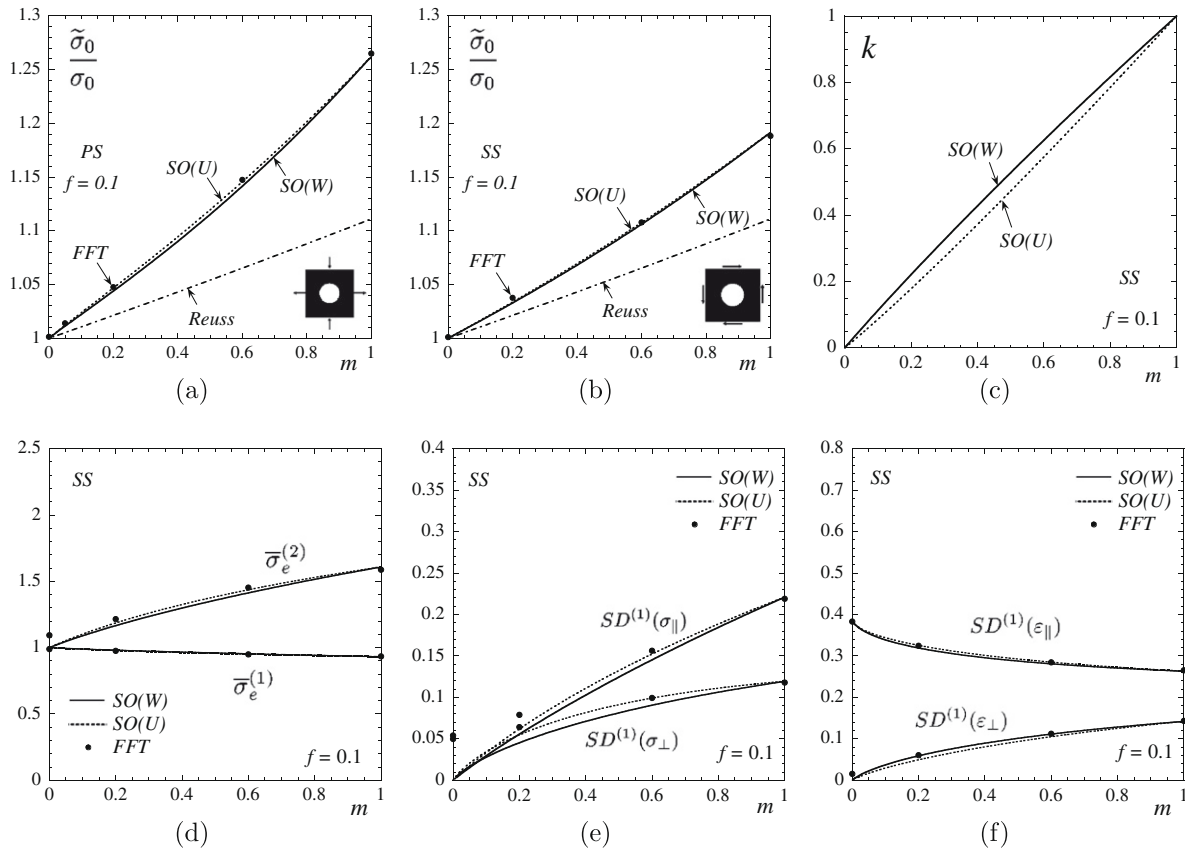 1.3
1.25
1.2
1.15
1.1
1.05
1
σ̃₀
σ₀
PS
f = 0.1
SO(U)
SO(W)
FFT
Reuss
0 0.2 0.4 0.6 0.8 1
m
(a)
1.3
1.25
1.2
1.15
1.1
1.05
1
σ̃₀
σ₀
SS
f = 0.1
SO(U)
SO(W)
FFT
Reuss
0 0.2 0.4 0.6 0.8 1
m
(b)
1
0.8
0.6
0.4
0.2
0
k
SO(W)
SO(U)
SS
f = 0.1
0 0.2 0.4 0.6 0.8 1
m
(c)
2.5
2
1.5
1
0.5
0
SS
σ̅ₑ⁽²⁾
σ̅ₑ⁽¹⁾
SO(W)
SO(U)
FFT
f = 0.1
0 0.2 0.4 0.6 0.8 1
m
(d)
0.4
0.35
0.3
0.25
0.2
0.15
0.1
0.05
0
SS
SO(W)
SO(U)
FFT
SD⁽¹⁾(σ∥)
SD⁽¹⁾(σ⊥)
f = 0.1
0 0.2 0.4 0.6 0.8 1
m
(e)
0.8
0.7
0.6
0.5
0.4
0.3
0.2
0.1
0
SS
SO(W)
SO(U)
FFT
SD⁽¹⁾(ε∥)
SD⁽¹⁾(ε⊥)
f = 0.1
0 0.2 0.4 0.6 0.8 1
m
(f)